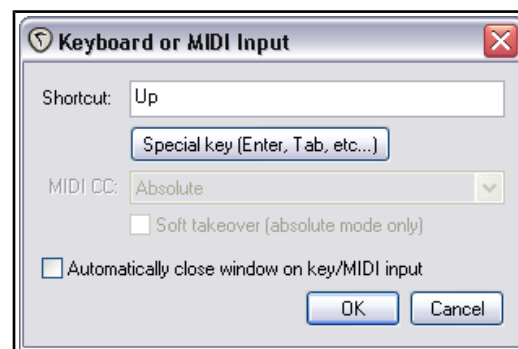 Keyboard or MIDI Input
Shortcut: Up
Special key (Enter, Tab, etc...)
MIDI CC: Absolute
Soft takeover (absolute mode only)
Automatically close window on key/MIDI input
OK Cancel